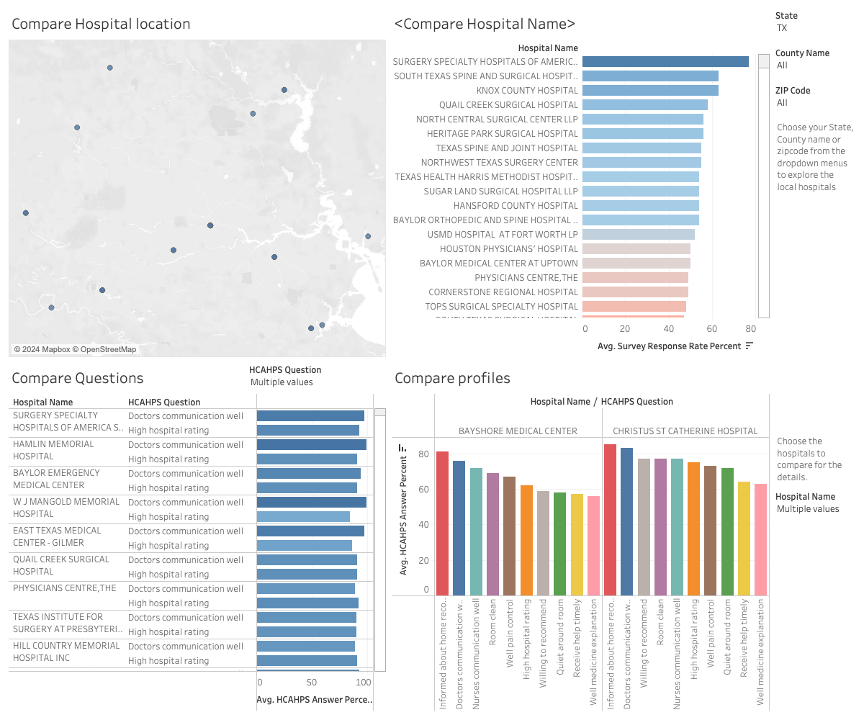 Compare Hospital location
© 2024 Mapbox © OpenStreetMap
<Compare Hospital Name>
Hospital Name
SURGERY SPECIALTY HOSPITALS OF AMERIC..
SOUTH TEXAS SPINE AND SURGICAL HOSPIT..
KNOX COUNTY HOSPITAL
QUAIL CREEK SURGICAL HOSPITAL
NORTH CENTRAL SURGICAL CENTER LLP
HERITAGE PARK SURGICAL HOSPITAL
TEXAS SPINE AND JOINT HOSPITAL
NORTHWEST TEXAS SURGERY CENTER
TEXAS HEALTH HARRIS METHODIST HOSPIT..
SUGAR LAND SURGICAL HOSPITAL LLP
HANSFORD COUNTY HOSPITAL
BAYLOR ORTHOPEDIC AND SPINE HOSPITAL ..
USMD HOSPITAL AT FORT WORTH LP
HOUSTON PHYSICIANS' HOSPITAL
BAYLOR MEDICAL CENTER AT UPTOWN
PHYSICIANS CENTRE,THE
CORNERSTONE REGIONAL HOSPITAL
TOPS SURGICAL SPECIALTY HOSPITAL
0 20 40 60 80
Avg. Survey Response Rate Percent
State
TX
County Name
All
ZIP Code
All
Choose your State,
County name or
zipcode from the
dropdown menus
to explore the
local hospitals
Compare Questions
HCAHPS Question
Multiple values
Hospital Name HCAHPS Question
SURGERY SPECIALTY
HOSPITALS OF AMERICA S..
Doctors communication well
High hospital rating
HAMLIN MEMORIAL
HOSPITAL
Doctors communication well
High hospital rating
BAYLOR EMERGENCY
MEDICAL CENTER
Doctors communication well
High hospital rating
W J MANGOLD MEMORIAL
HOSPITAL
Doctors communication well
High hospital rating
EAST TEXAS MEDICAL
CENTER - GILMER
Doctors communication well
High hospital rating
QUAIL CREEK SURGICAL
HOSPITAL
Doctors communication well
High hospital rating
PHYSICIANS CENTRE,THE
Doctors communication well
High hospital rating
TEXAS INSTITUTE FOR
SURGERY AT PRESBYTERI..
Doctors communication well
High hospital rating
HILL COUNTRY MEMORIAL
HOSPITAL INC
Doctors communication well
High hospital rating
0 50 100
Avg. HCAHPS Answer Perce..
Compare profiles
Hospital Name / HCAHPS Question
BAYSHORE MEDICAL CENTER
CHRISTUS ST CATHERINE HOSPITAL
Avg. HCAHPS Answer Percent
80
60
40
20
0
Informed about home reco..
Doctors communication w..
Nurses communication well
Room clean
Well pain control
High hospital rating
Willing to recommend
Quiet around room
Receive help timely
Well medicine explanation
Informed about home reco..
Doctors communication w..
Willing to recommend
Room clean
Nurses communication well
High hospital rating
Well pain control
Quiet around room
Receive help timely
Well medicine explanation
Choose the
hospitals to
compare for the
details.
Hospital Name
Multiple values